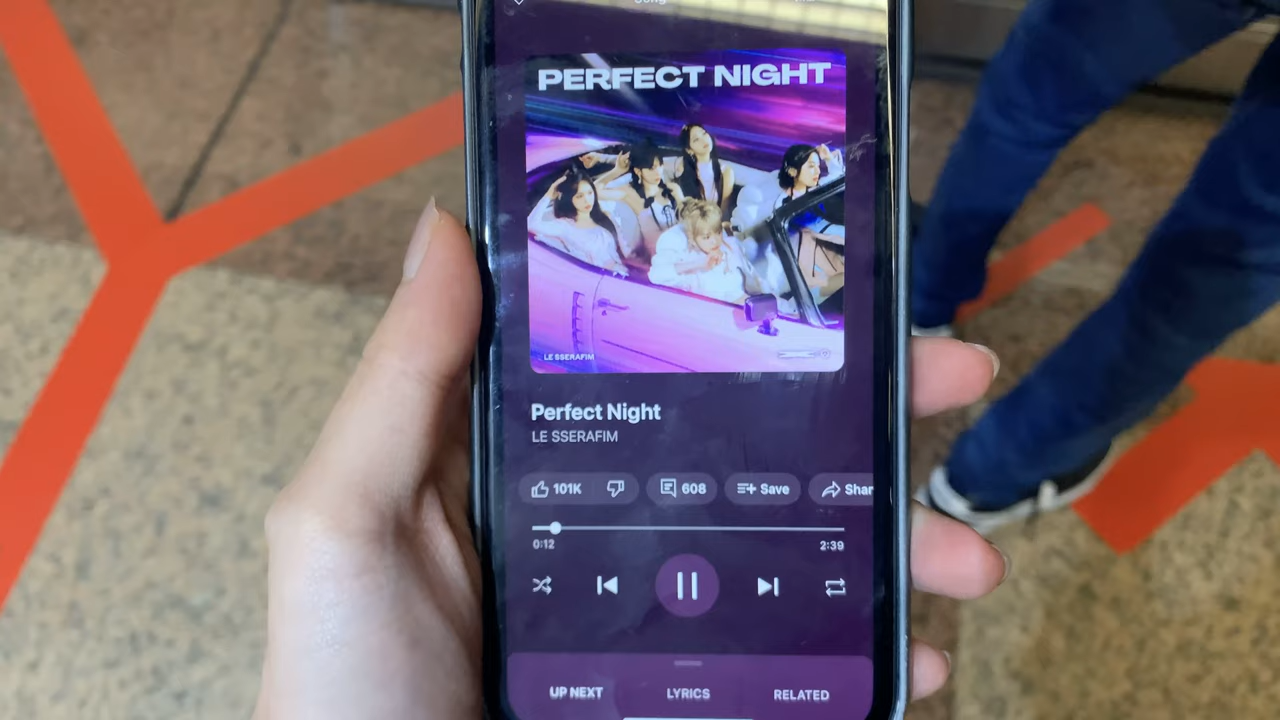 PERFECT NIGHT
LE SSERAFIM
Perfect Night
LE SSERAFIM
101K 608 Save Shar
0:12 2:39
UP NEXT LYRICS RELATED